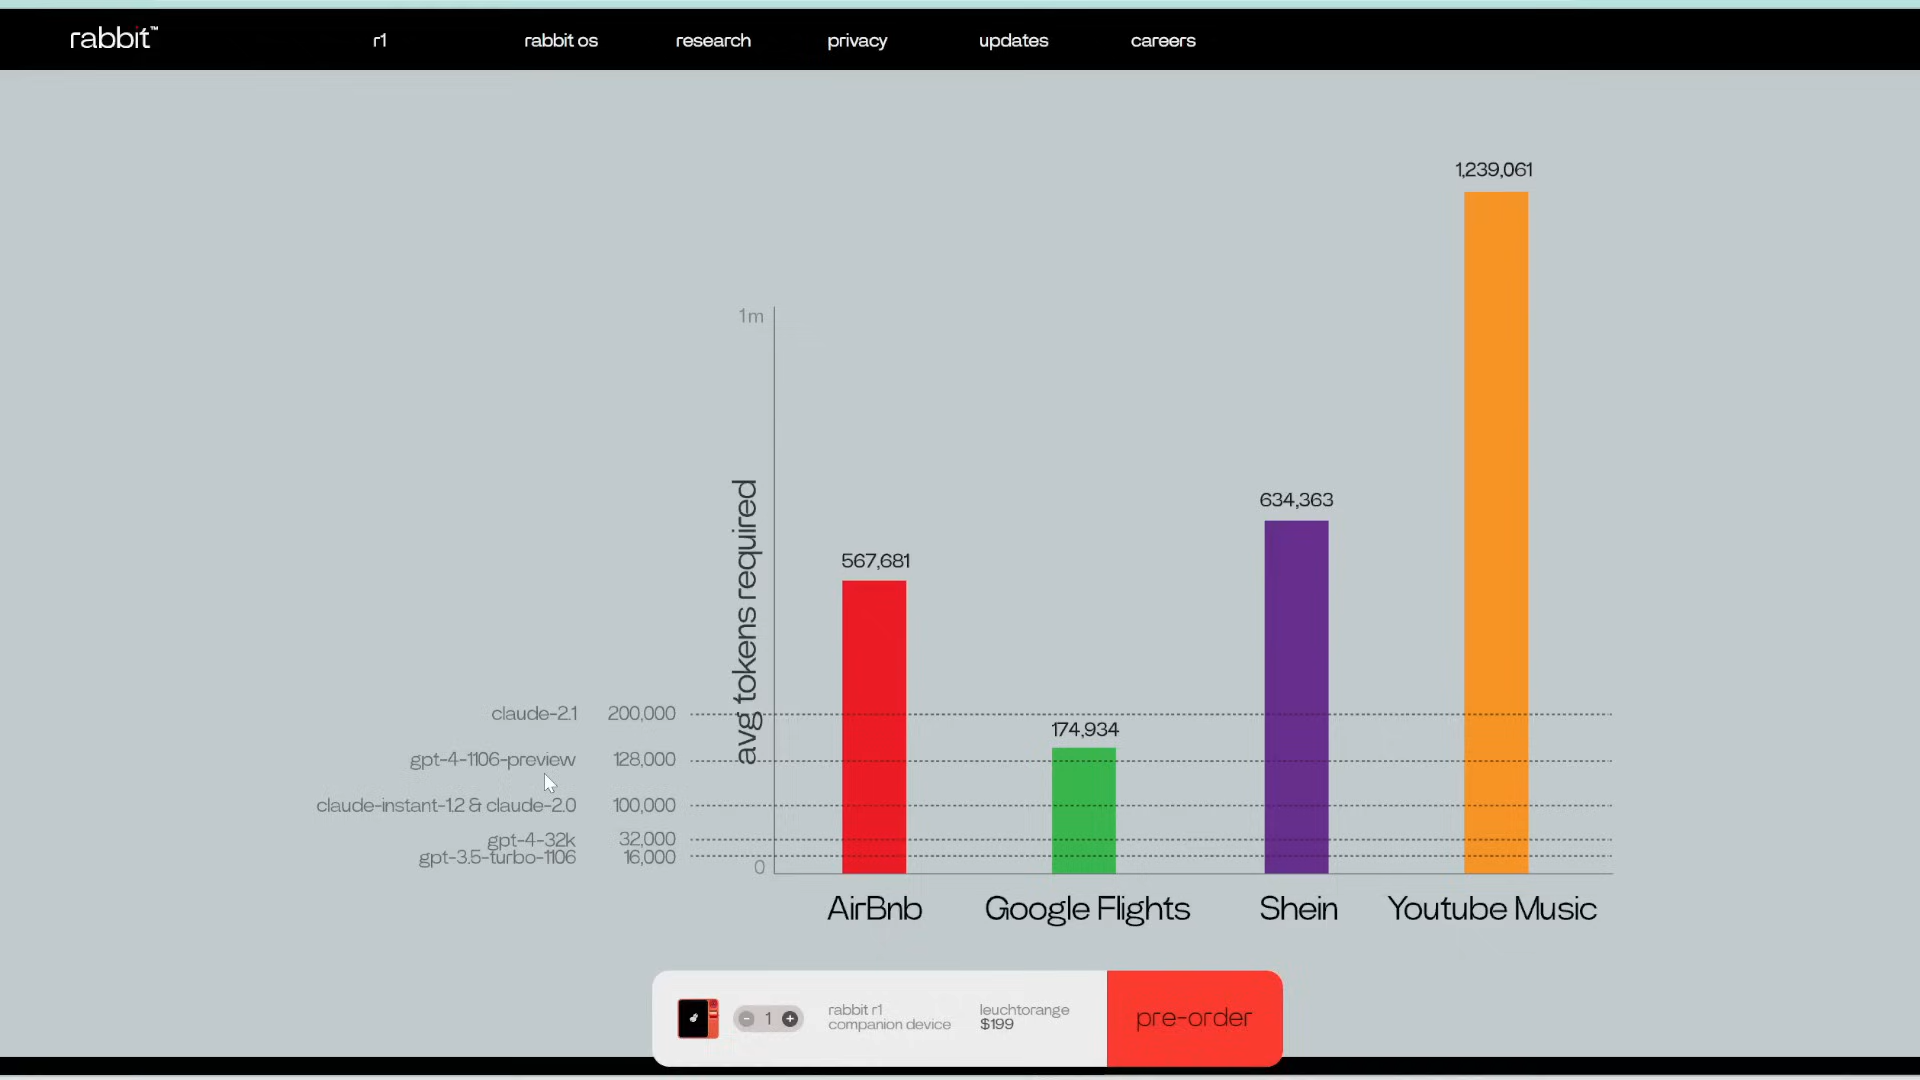 rabbit™
r1
rabbit os
research
privacy
updates
careers
1,239,061
1m
634,363
567,681
avg tokens required
claude-2.1 200,000
174,934
gpt-4-1106-preview 128,000
claude-instant-1.2 & claude-2.0 100,000
gpt-4-32k 32,000
gpt-3.5-turbo-1106 16,000
0
AirBnb
Google Flights
Shein
Youtube Music
1
rabbit r1
companion device
leuchtorange
$199
pre-order